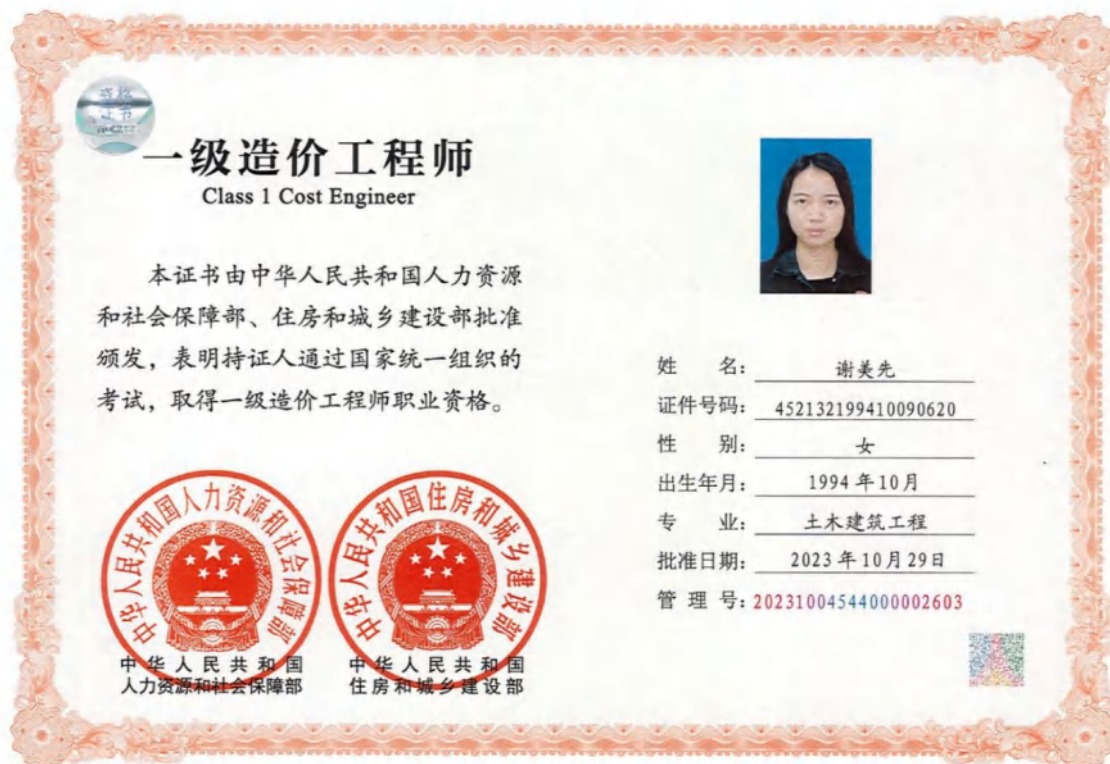 资格
证书
一级造价工程师
Class 1 Cost Engineer
本证书由中华人民共和国人力资源
和社会保障部、住房和城乡建设部批准
颁发，表明持证人通过国家统一组织的
考试，取得一级造价工程师职业资格。
中华人民共和国人力资源和社会保障部
中华人民共和国住房和城乡建设部
中华人民共和国
人力资源和社会保障部
中华人民共和国
住房和城乡建设部
姓 名：谢美先
证件号码：452132199410090620
性 别：女
出生年月：1994年10月
专 业：土木建筑工程
批准日期：2023年10月29日
管 理 号：20231004544000002603